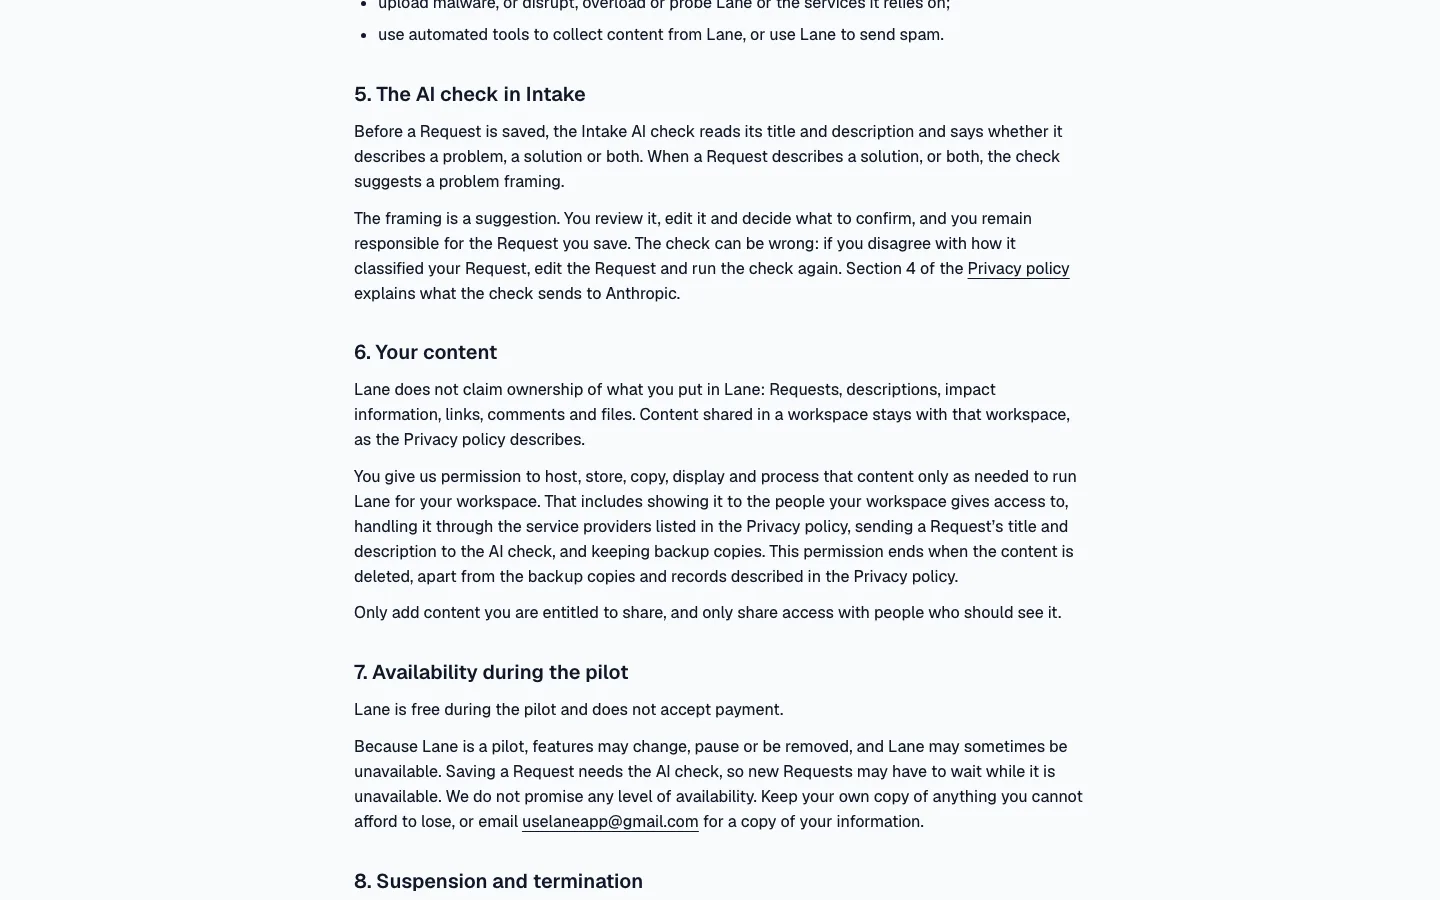 upload malware, or disrupt, overload or probe Lane or the services it relies on;
use automated tools to collect content from Lane, or use Lane to send spam.
5. The AI check in Intake
Before a Request is saved, the Intake AI check reads its title and description and says whether it
describes a problem, a solution or both. When a Request describes a solution, or both, the check
suggests a problem framing.
The framing is a suggestion. You review it, edit it and decide what to confirm, and you remain
responsible for the Request you save. The check can be wrong: if you disagree with how it
classified your Request, edit the Request and run the check again. Section 4 of the Privacy policy
explains what the check sends to Anthropic.
6. Your content
Lane does not claim ownership of what you put in Lane: Requests, descriptions, impact
information, links, comments and files. Content shared in a workspace stays with that workspace,
as the Privacy policy describes.
You give us permission to host, store, copy, display and process that content only as needed to run
Lane for your workspace. That includes showing it to the people your workspace gives access to,
handling it through the service providers listed in the Privacy policy, sending a Request’s title and
description to the AI check, and keeping backup copies. This permission ends when the content is
deleted, apart from the backup copies and records described in the Privacy policy.
Only add content you are entitled to share, and only share access with people who should see it.
7. Availability during the pilot
Lane is free during the pilot and does not accept payment.
Because Lane is a pilot, features may change, pause or be removed, and Lane may sometimes be
unavailable. Saving a Request needs the AI check, so new Requests may have to wait while it is
unavailable. We do not promise any level of availability. Keep your own copy of anything you cannot
afford to lose, or email uselaneapp@gmail.com for a copy of your information.
8. Suspension and termination